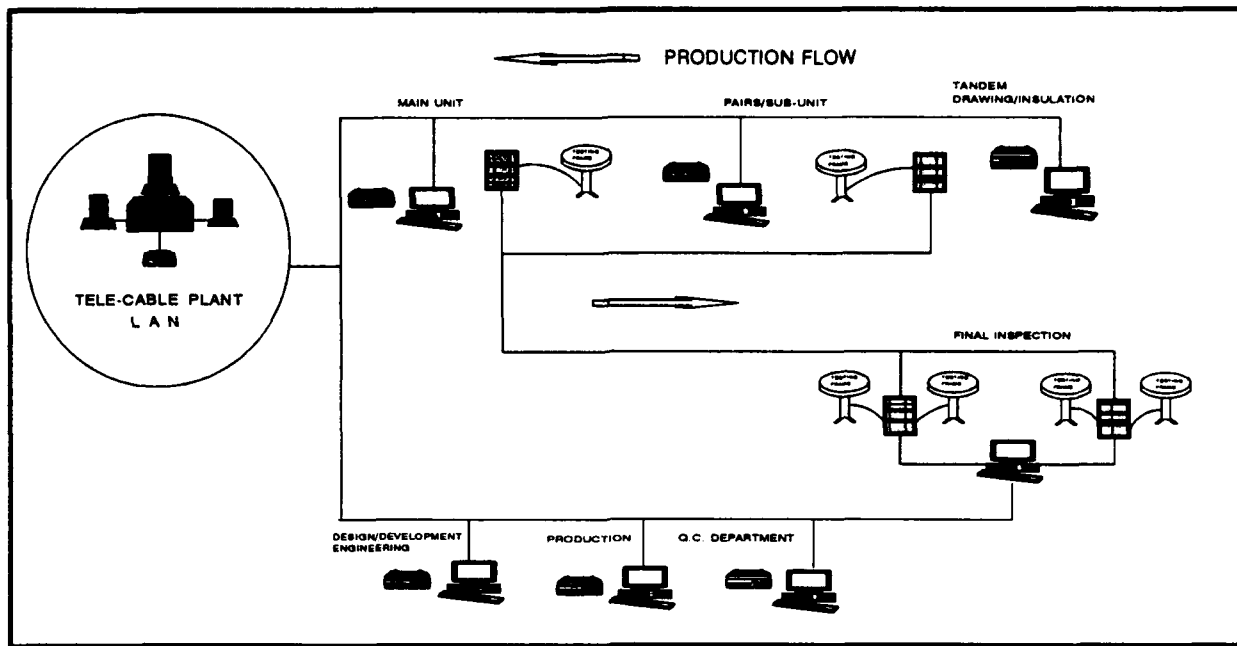 PRODUCTION FLOW
MAIN UNIT
PAIRS/SUB-UNIT
TANDEM
DRAWING/INSULATION
TELE-CABLE PLANT
L A N
FINAL INSPECTION
DESIGN/DEVELOPMENT
ENGINEERING
PRODUCTION
Q.C. DEPARTMENT